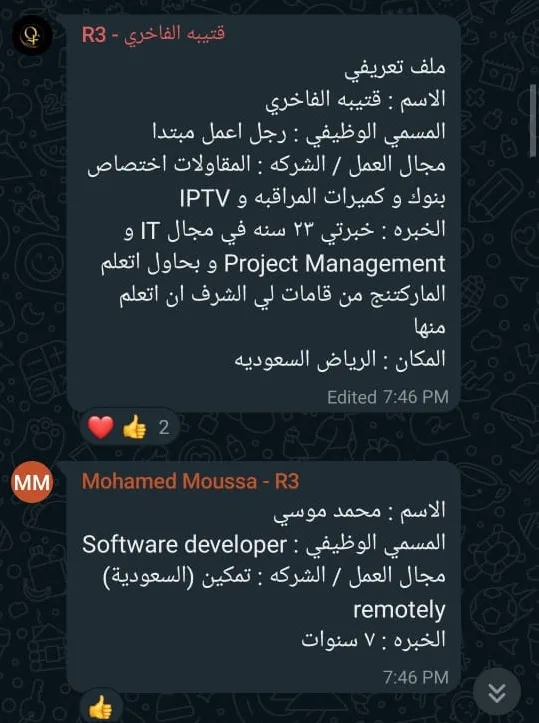 قتيبه الفاخري - R3
ملف تعريفي
الاسم : قتيبه الفاخري
المسمي الوظيفي : رجل اعمل مبتدا
مجال العمل / الشركه : المقاولات اختصاص
بنوك و كميرات المراقبه و IPTV
الخبره : خبرتي ٢٣ سنه في مجال IT و
Project Management و بحاول اتعلم
الماركتنج من قامات لي الشرف ان اتعلم
منها
المكان : الرياض السعوديه
Edited 7:46 PM
2
MM
Mohamed Moussa - R3
الاسم : محمد موسي
المسمي الوظيفي : Software developer
مجال العمل / الشركه : تمكين (السعودية)
remotely
الخبره : ٧ سنوات
7:46 PM